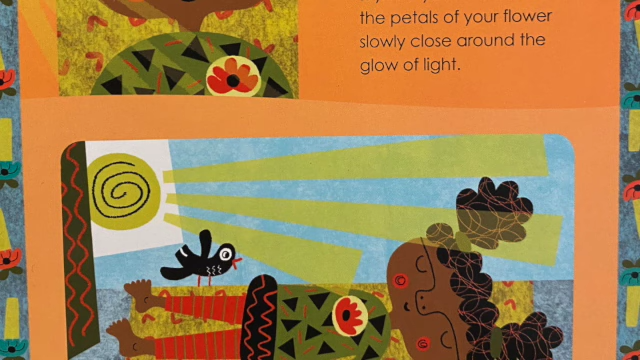 the petals of your flower
slowly close around the
glow of light.